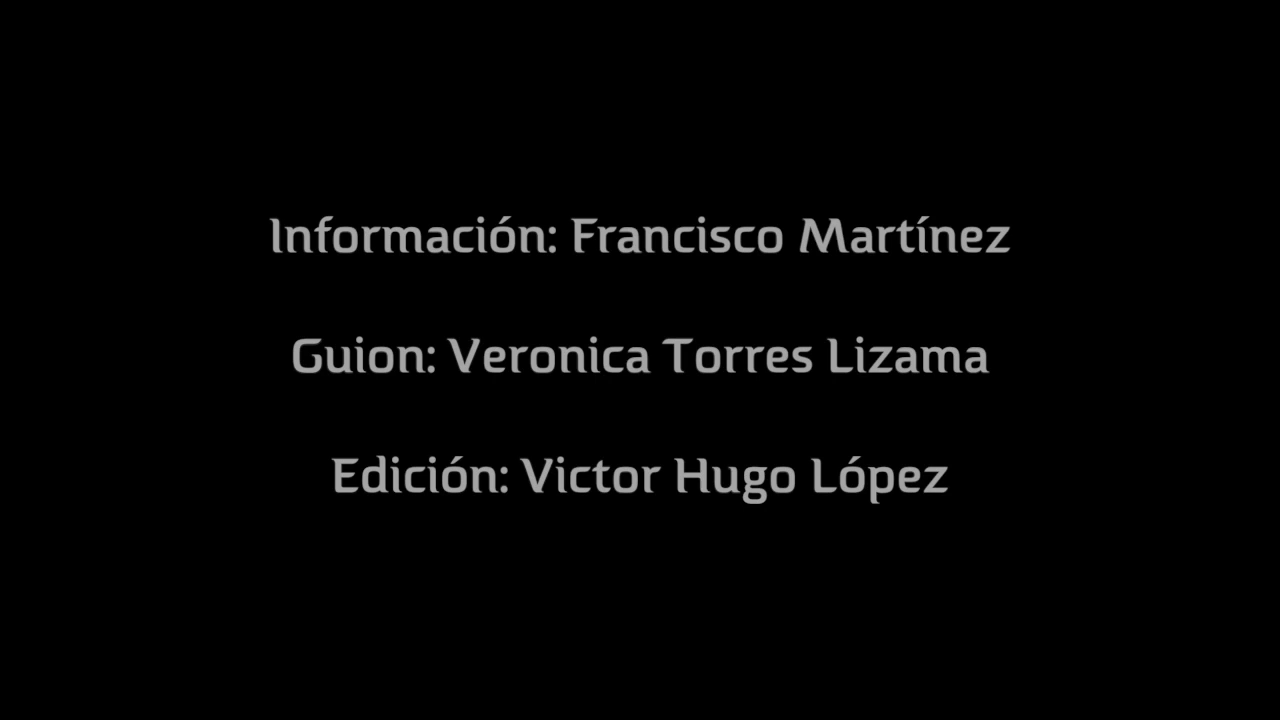 Información: Francisco Martínez
Guion: Veronica Torres Lizama
Edición: Victor Hugo López